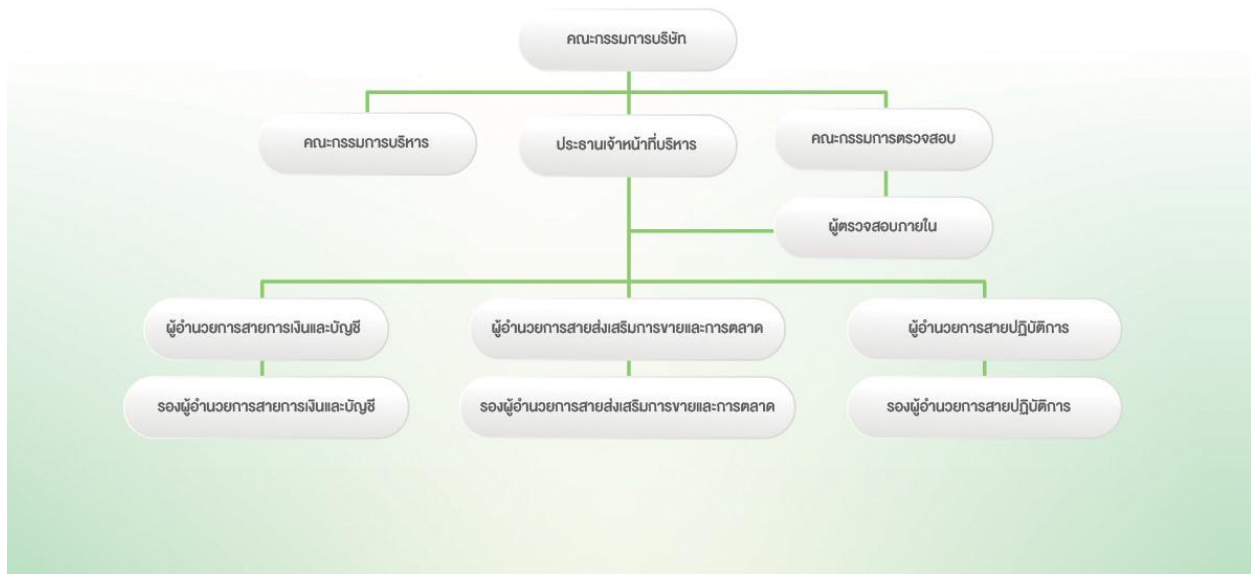 คณะกรรมการบริษัท
คณะกรรมการบริหาร
ประธานเจ้าหน้าที่บริหาร
คณะกรรมการตรวจสอบ
ผู้ตรวจสอบภายใน
ผู้อำนวยการสายการเงินและบัญชี
ผู้อำนวยการสายส่งเสริมการขายและการตลาด
ผู้อำนวยการสายปฏิบัติการ
รองผู้อำนวยการสายการเงินและบัญชี
รองผู้อำนวยการสายส่งเสริมการขายและการตลาด
รองผู้อำนวยการสายปฏิบัติการ